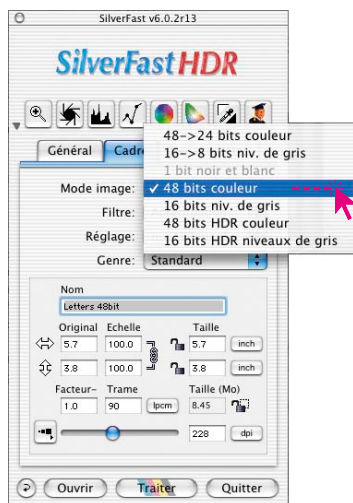 SilverFast v6.0.2r13
SilverFast HDR
48->24 bits couleur
16->8 bits niv. de gris
1 bit noir et blanc
✓ 48 bits couleur
16 bits niv. de gris
48 bits HDR couleur
16 bits HDR niveaux de gris
Général Cadre
Mode image:
Filtre:
Réglage:
Genre: Standard
Nom
Letters 48bit
Original Echelle Taille
5.7 100.0 5.7 inch
3.8 100.0 3.8 inch
Facteur- Trame Taille (Mo)
1.0 90 lpcm 8.45
228 dpi
Ouvrir Traiter Quitter